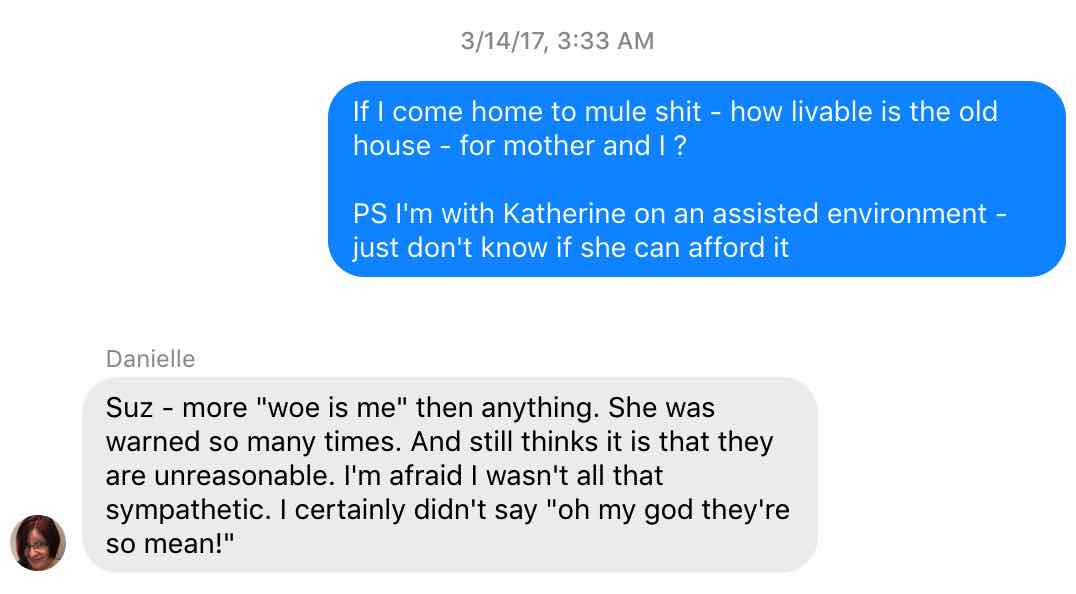 3/14/17, 3:33 AM
If I come home to mule shit - how livable is the old
house - for mother and I ?
PS I'm with Katherine on an assisted environment -
just don't know if she can afford it
Danielle
Suz - more "woe is me" then anything. She was
warned so many times. And still thinks it is that they
are unreasonable. I'm afraid I wasn't all that
sympathetic. I certainly didn't say "oh my god they're
so mean!"